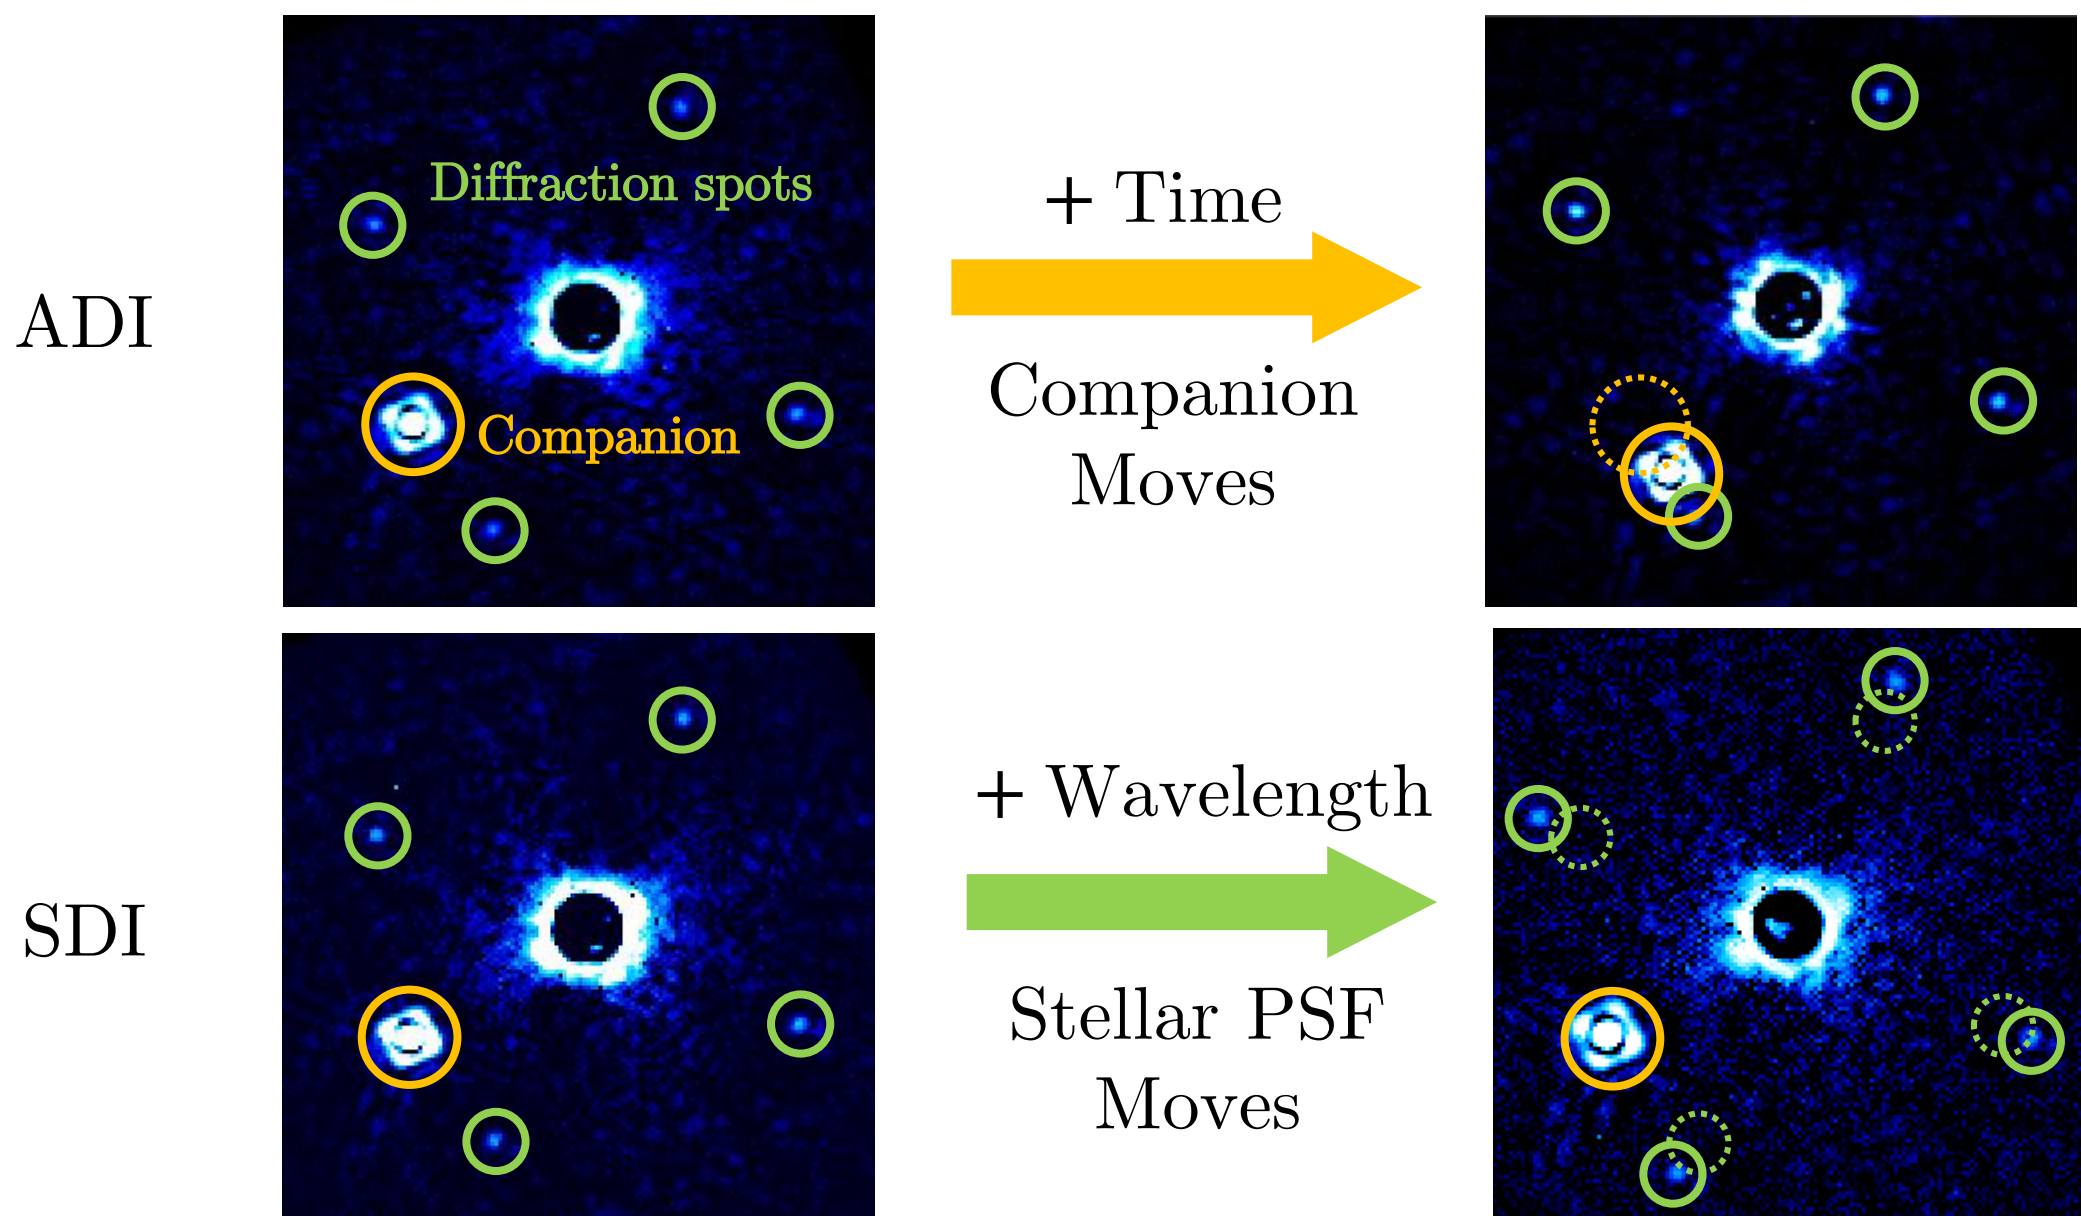 ADI
Diffraction spots
Companion
+ Time
Companion
Moves
SDI
+ Wavelength
Stellar PSF
Moves